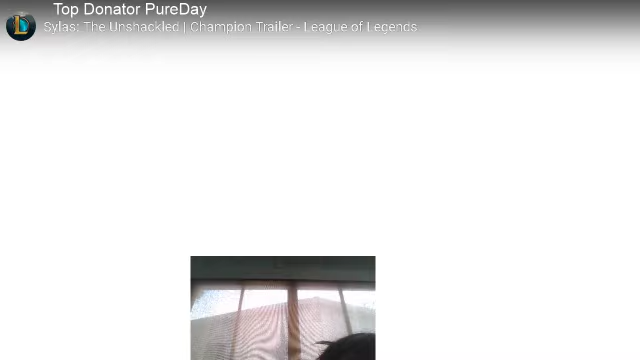 Top Donator PureDay
Sylas: The Unshackled | Champion Trailer - League of Legends